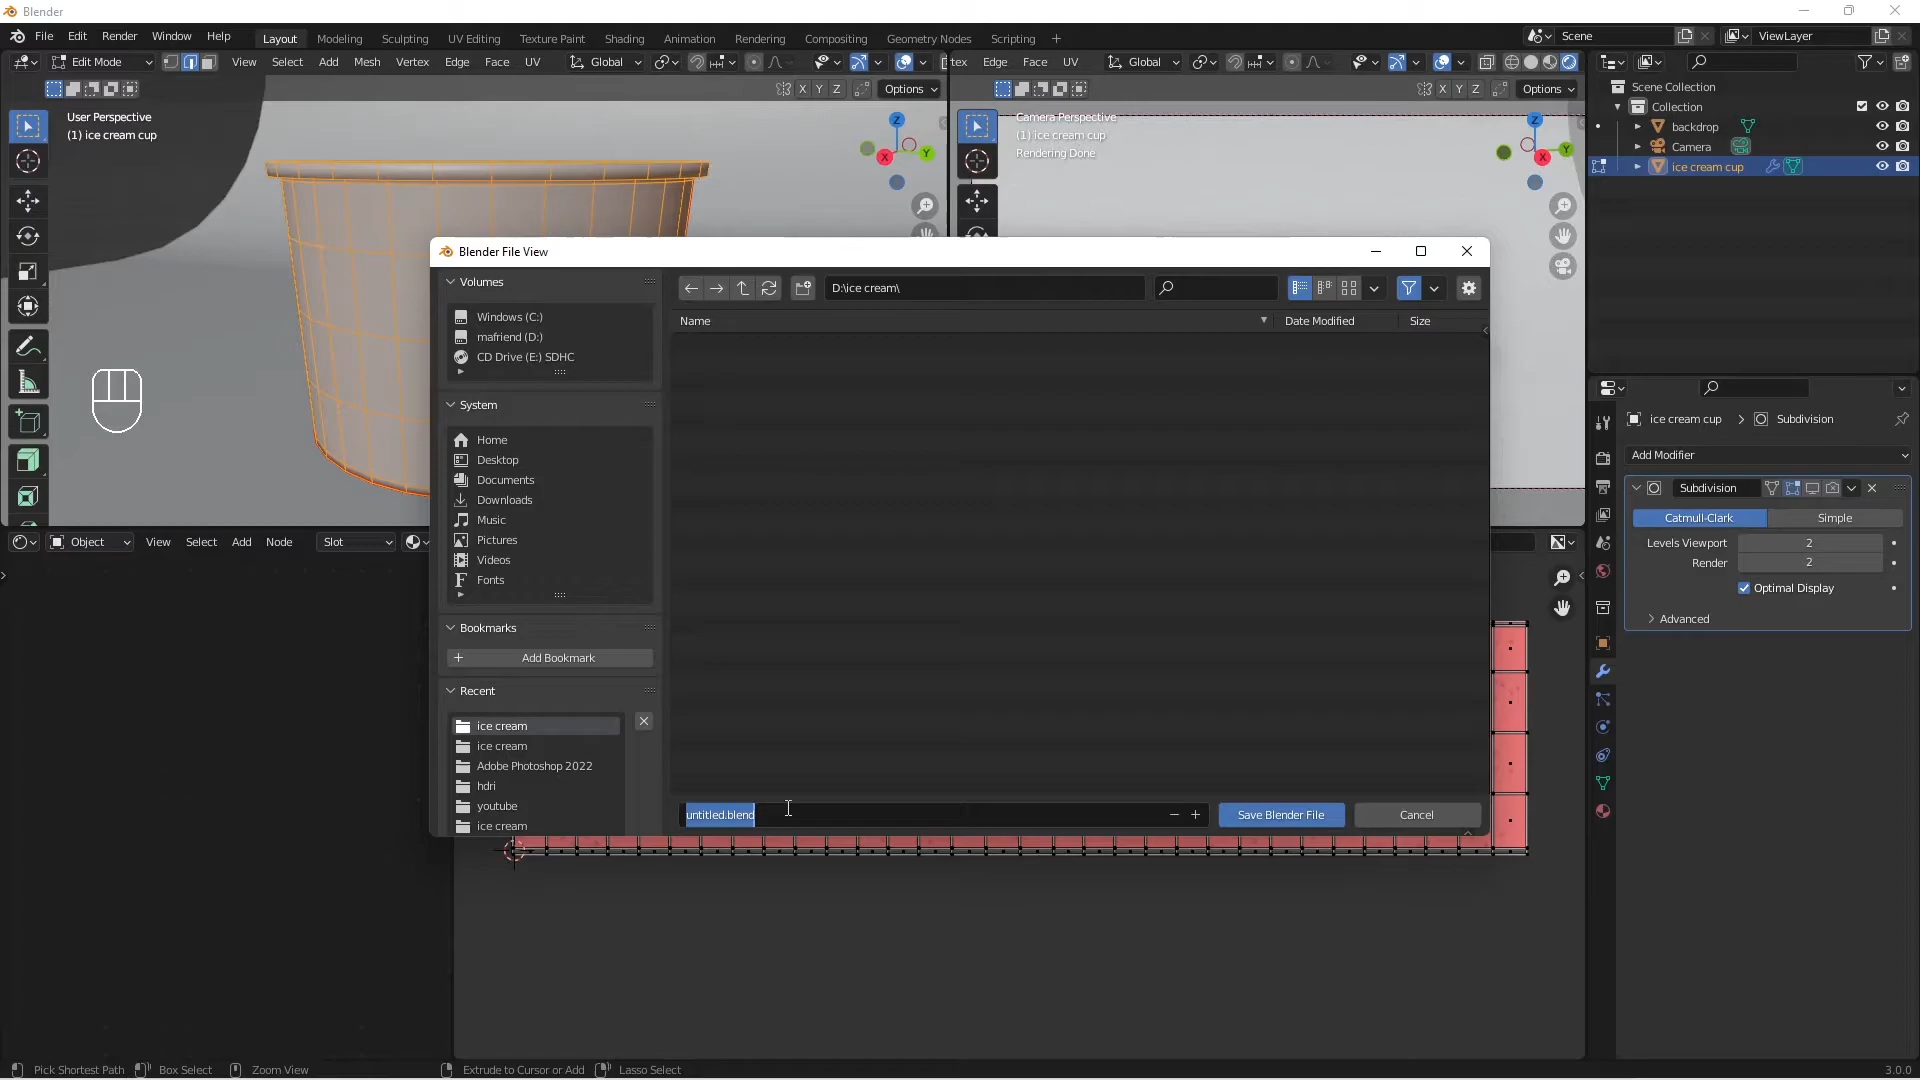 Blender
File Edit Render Window Help
Layout Modeling Sculpting UV Editing Texture Paint Shading Animation Rendering Compositing Geometry Nodes Scripting +
Scene
ViewLayer
Edit Mode View Select Add Mesh Vertex Edge Face UV Global
tex Edge Face UV Global
X Y Z Options
X Y Z Options
User Perspective
(1) ice cream cup
Camera Perspective
(1) ice cream cup
Rendering Done
Z
X
Y
Z
X
Y
Scene Collection
Collection
backdrop
Camera
ice cream cup
Blender File View
Volumes
Windows (C:)
mafriend (D:)
CD Drive (E:) SDHC
System
Home
Desktop
Documents
Downloads
Music
Pictures
Videos
Fonts
Bookmarks
Add Bookmark
Recent
ice cream
ice cream
Adobe Photoshop 2022
hdri
youtube
ice cream
D:\ice cream\
Name Date Modified Size
untitled.blend
Save Blender File Cancel
Object View Select Add Node Slot
ice cream cup > Subdivision
Add Modifier
Subdivision
Catmull-Clark Simple
Levels Viewport 2
Render 2
Optimal Display
Advanced
Pick Shortest Path Box Select Zoom View Extrude to Cursor or Add Lasso Select 3.0.0